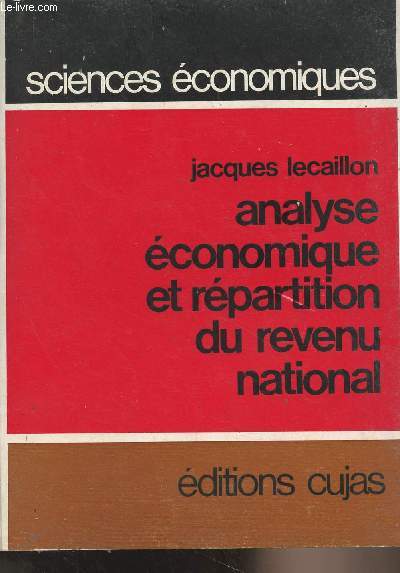 Le-livre.com
sciences économiques
jacques lecaillon
analyse
économique
et répartition
du revenu
national
éditions cujas